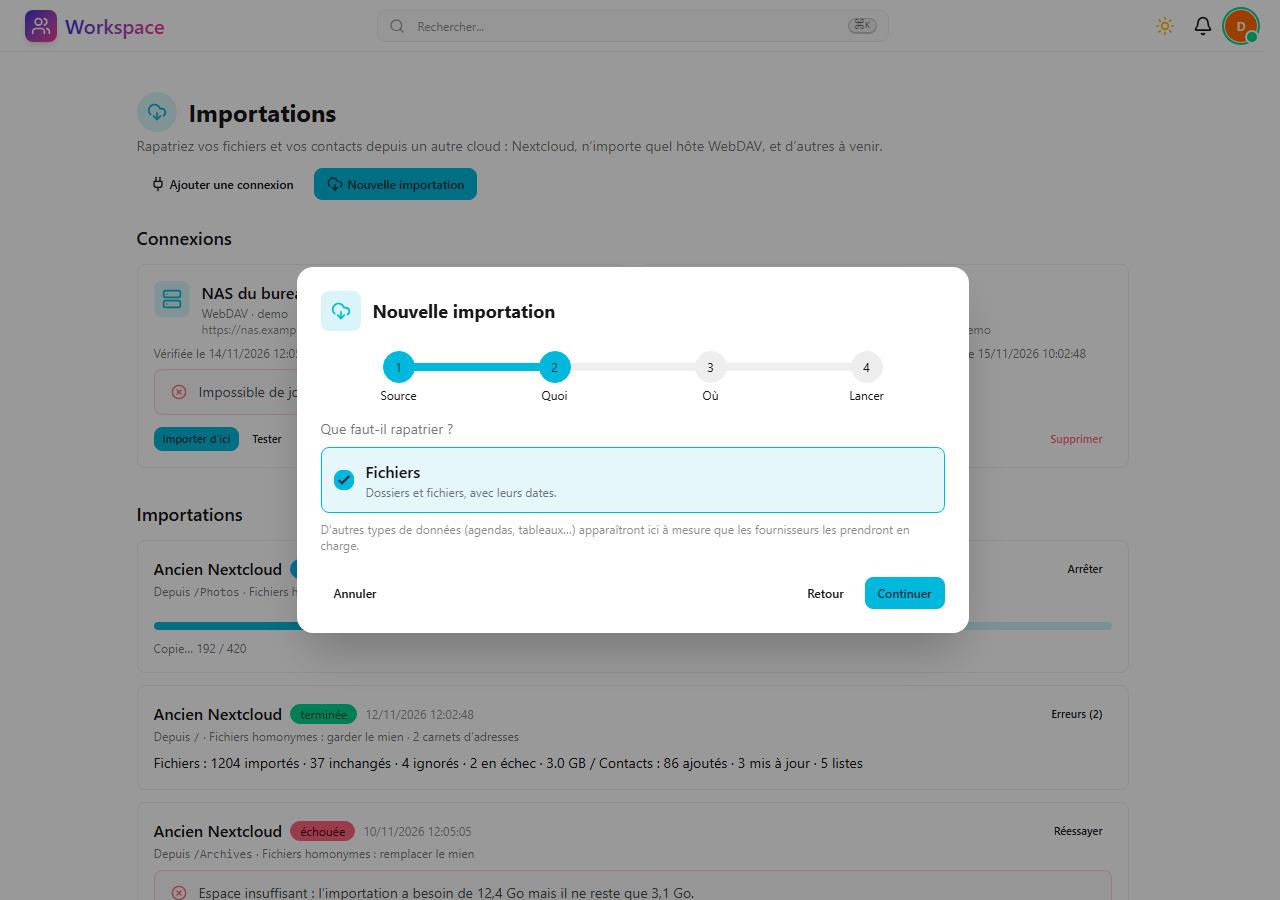 Workspace
Rechercher...
⌘K
D
Importations
Rapatriez vos fichiers et vos contacts depuis un autre cloud : Nextcloud, n'importe quel hôte WebDAV, et d'autres à venir.
Ajouter une connexion
Nouvelle importation
Connexions
NAS du burea
WebDAV · demo
https://nas.examp
Vérifiée le 14/11/2026 12:05
Impossible de jo
Importer d'ici
Tester
emo
e 15/11/2026 10:02:48
Supprimer
Nouvelle importation
1
2
3
4
Source
Quoi
Où
Lancer
Que faut-il rapatrier ?
Fichiers
Dossiers et fichiers, avec leurs dates.
D'autres types de données (agendas, tableaux...) apparaîtront ici à mesure que les fournisseurs les prendront en
charge.
Annuler
Retour
Continuer
Importations
Ancien Nextcloud
Arrêter
Depuis /Photos · Fichiers h
Copie... 192 / 420
Ancien Nextcloud
terminée
12/11/2026 12:02:48
Erreurs (2)
Depuis / · Fichiers homonymes : garder le mien · 2 carnets d'adresses
Fichiers : 1204 importés · 37 inchangés · 4 ignorés · 2 en échec · 3.0 GB / Contacts : 86 ajoutés · 3 mis à jour · 5 listes
Ancien Nextcloud
échouée
10/11/2026 12:05:05
Réessayer
Depuis /Archives · Fichiers homonymes : remplacer le mien
Espace insuffisant : l'importation a besoin de 12,4 Go mais il ne reste que 3,1 Go.